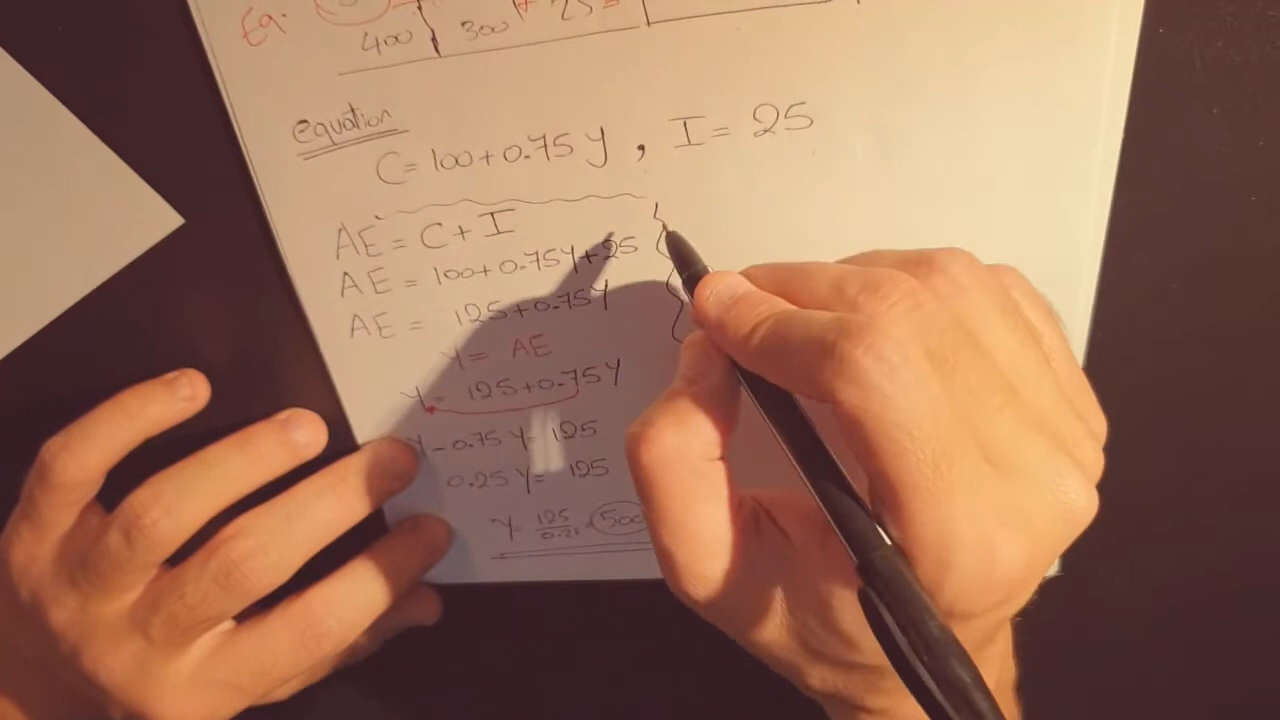 Eq.
400 300 + 25 =
equation
C = 100 + 0.75 Y , I = 25
AE = C + I
AE = 100 + 0.75Y + 25
AE = 125 + 0.75Y
Y = AE
Y = 125 + 0.75Y
Y - 0.75 Y = 125
0.25 Y = 125
Y = 125/0.25 = 500